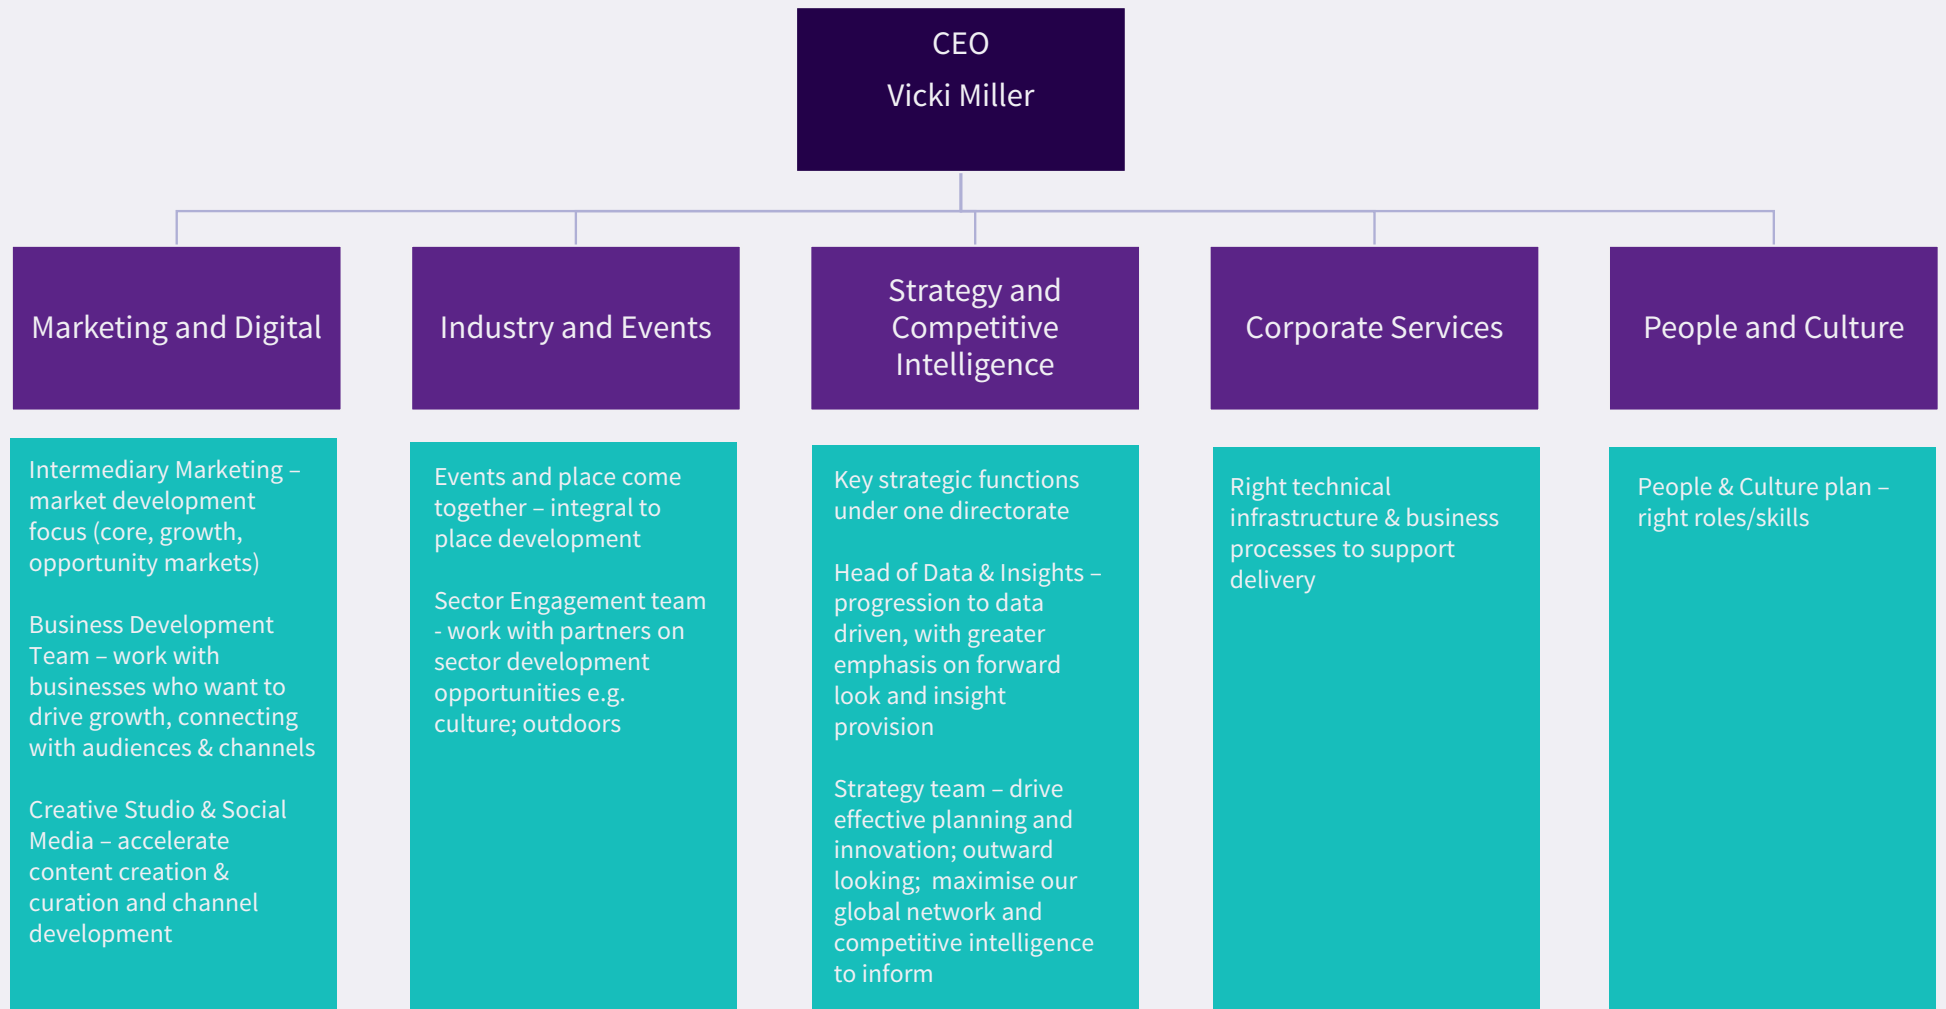 CEO
Vicki Miller
Marketing and Digital
Industry and Events
Strategy and
Competitive
Intelligence
Corporate Services
People and Culture
Intermediary Marketing –
market development
focus (core, growth,
opportunity markets)
Business Development
Team – work with
businesses who want to
drive growth, connecting
with audiences & channels
Creative Studio & Social
Media – accelerate
content creation &
curation and channel
development
Events and place come
together – integral to
place development
Sector Engagement team
- work with partners on
sector development
opportunities e.g.
culture; outdoors
Key strategic functions
under one directorate
Head of Data & Insights –
progression to data
driven, with greater
emphasis on forward
look and insight
provision
Strategy team – drive
effective planning and
innovation; outward
looking;  maximise our
global network and
competitive intelligence
to inform
Right technical
infrastructure & business
processes to support
delivery
People & Culture plan –
right roles/skills